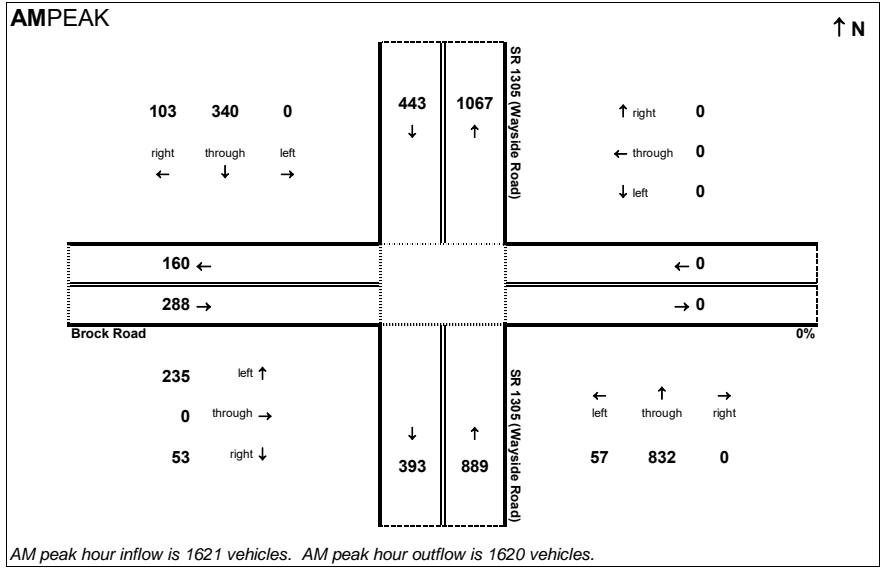 AMPEAK
↑ N
103 340 0
right through left
← ↓ →
443 1067
↓ ↑
SR 1305 (Wayside Road)
↑ right 0
← through 0
↓ left 0
160 ←
288 →
← 0
→ 0
Brock Road
0%
235 left ↑
0 through →
53 right ↓
↓ ↑
393 889
SR 1305 (Wayside Road)
← ↑ →
left through right
57 832 0
AM peak hour inflow is 1621 vehicles. AM peak hour outflow is 1620 vehicles.